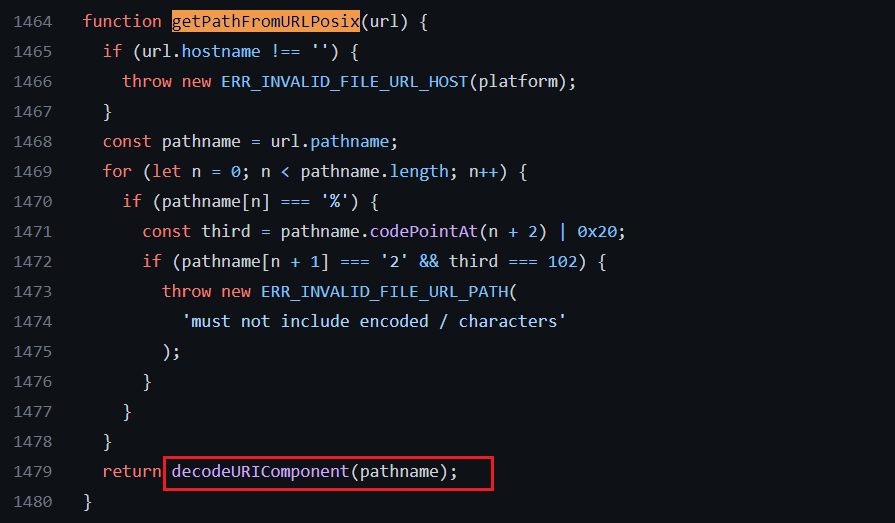 1464 function getPathFromURLPosix(url) {
1465 if (url.hostname !== '') {
1466 throw new ERR_INVALID_FILE_URL_HOST(platform);
1467 }
1468 const pathname = url.pathname;
1469 for (let n = 0; n < pathname.length; n++) {
1470 if (pathname[n] === '%') {
1471 const third = pathname.codePointAt(n + 2) | 0x20;
1472 if (pathname[n + 1] === '2' && third === 102) {
1473 throw new ERR_INVALID_FILE_URL_PATH(
1474 'must not include encoded / characters'
1475 );
1476 }
1477 }
1478 }
1479 return decodeURIComponent(pathname);
1480 }